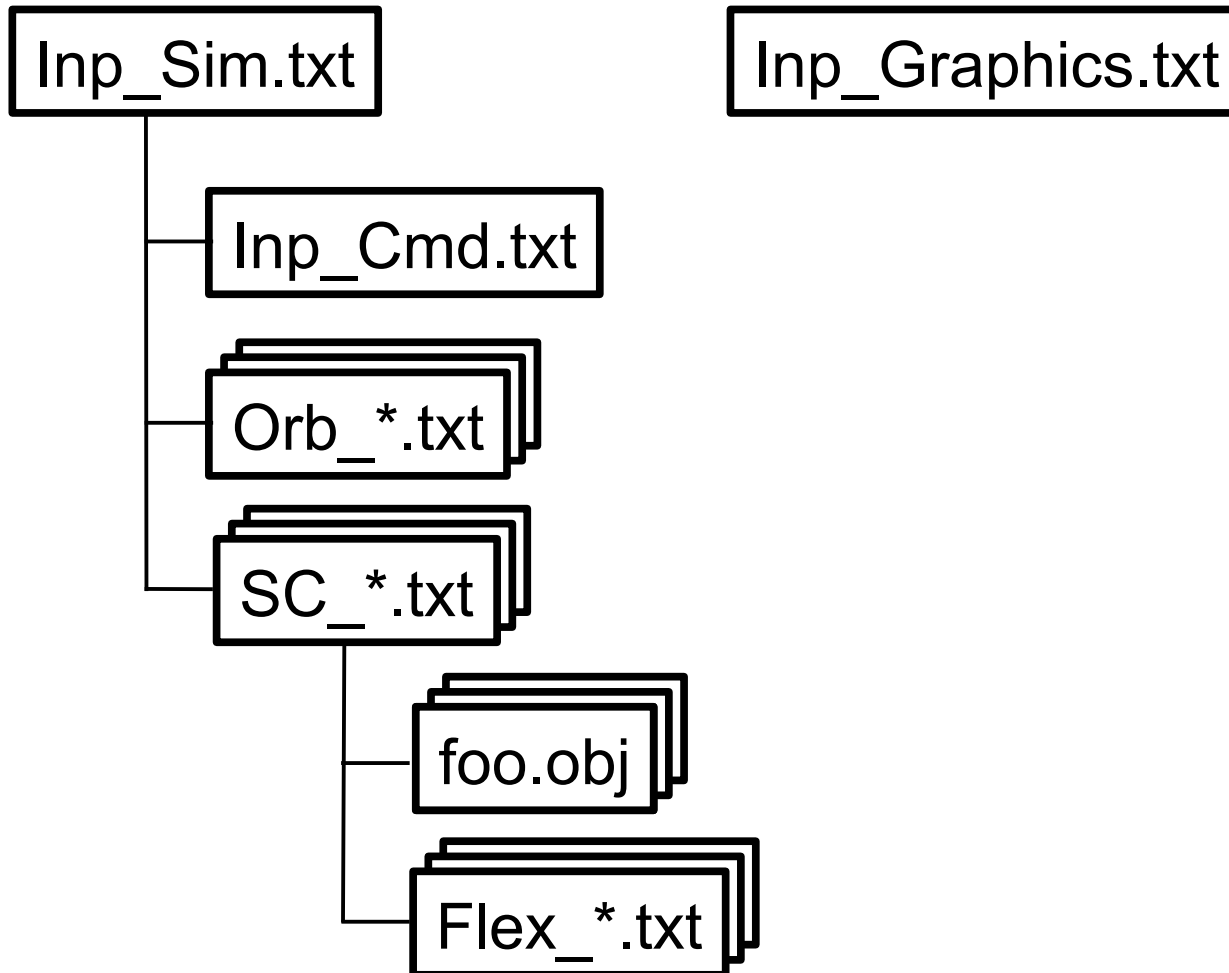 Inp_Sim.txt
Inp_Graphics.txt
Inp_Cmd.txt
Orb_*.txt
SC_*.txt
foo.obj
Flex_*.txt